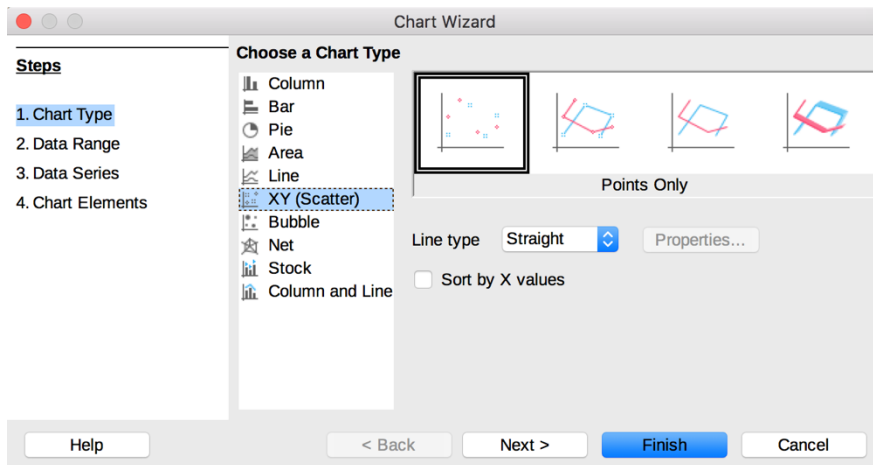 Chart Wizard
Steps
1. Chart Type
2. Data Range
3. Data Series
4. Chart Elements
Choose a Chart Type
Column
Bar
Pie
Area
Line
XY (Scatter)
Bubble
Net
Stock
Column and Line
Points Only
Line type Straight Properties...
Sort by X values
Help < Back Next > Finish Cancel